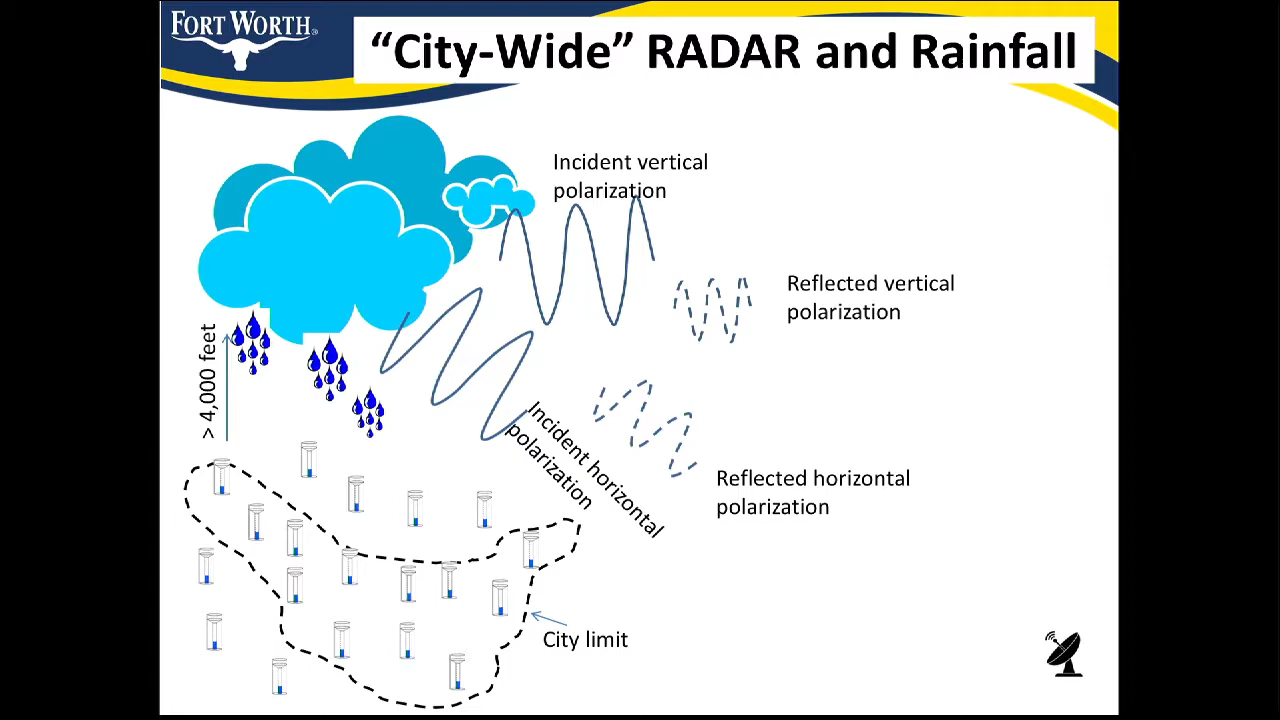 FORT WORTH®
“City-Wide” RADAR and Rainfall
Incident vertical
polarization
Reflected vertical
polarization
> 4,000 feet
Incident horizontal
polarization
Reflected horizontal
polarization
City limit